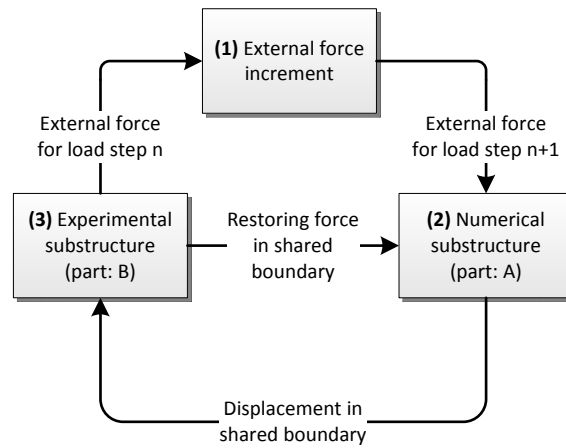 (1) External force
increment
External force
for load step n
External force
for load step n+1
(3) Experimental
substructure
(part: B)
Restoring force
in shared
boundary
(2) Numerical
substructure
(part: A)
Displacement in
shared boundary